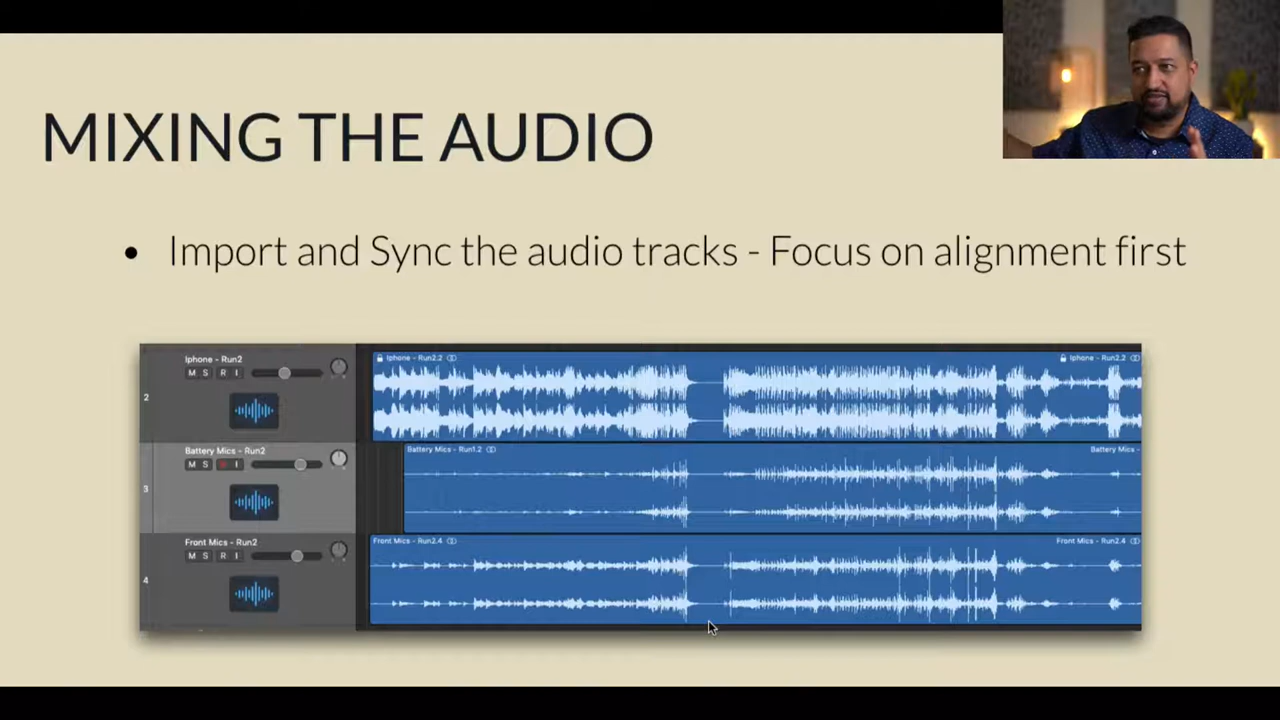 MIXING THE AUDIO
• Import and Sync the audio tracks - Focus on alignment first
Iphone - Run2
M S R I
2
Iphone - Run2.2
Iphone - Run2.2
Battery Mics - Run2
M S R I
3
Battery Mics - Run1.2
Battery Mics -
Front Mics - Run2
M S R I
4
Front Mics - Run2.4
Front Mics - Run2.4